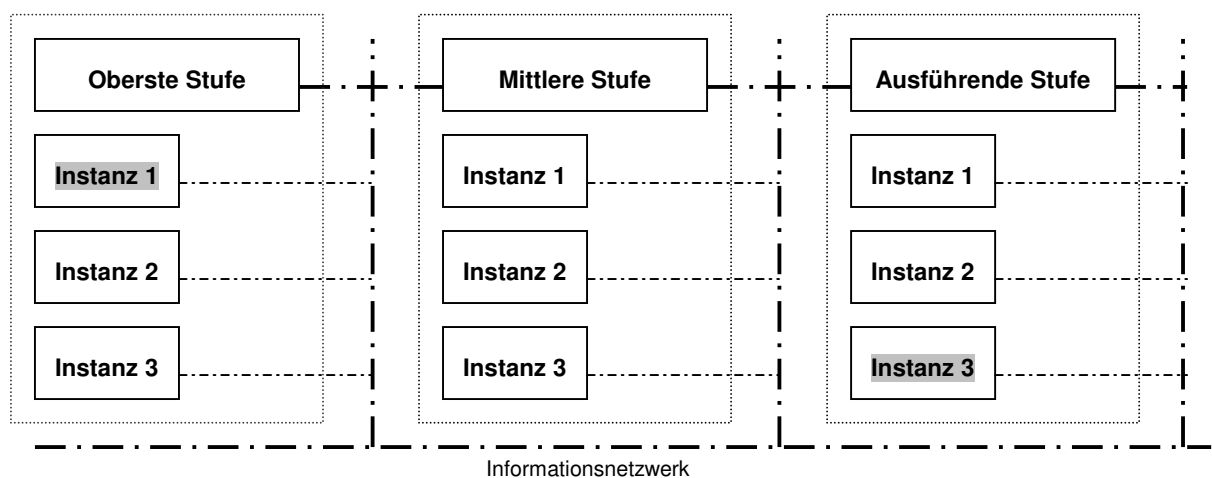 Oberste Stufe
Mittlere Stufe
Ausführende Stufe
Instanz 1
Instanz 1
Instanz 1
Instanz 2
Instanz 2
Instanz 2
Instanz 3
Instanz 3
Instanz 3
Informationsnetzwerk